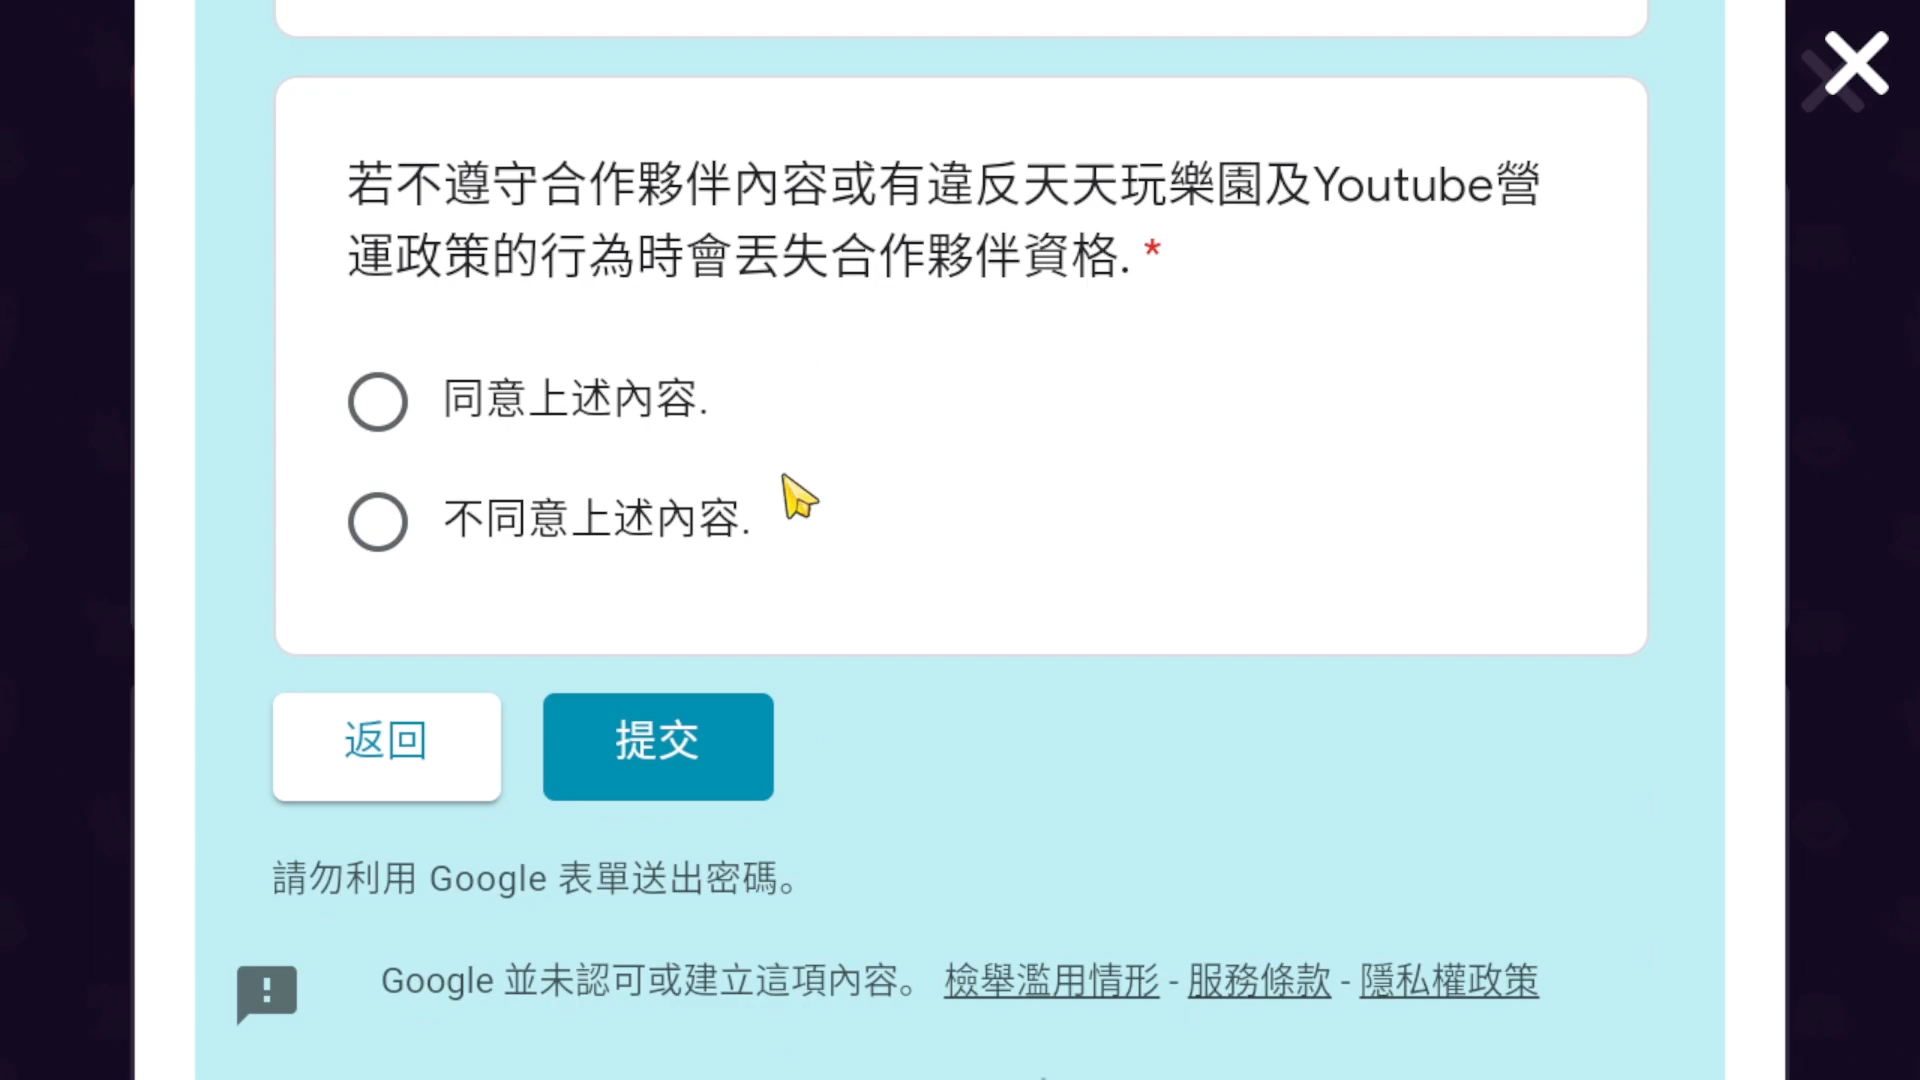 若不遵守合作夥伴內容或有違反天天玩樂園及Youtube營
運政策的行為時會丟失合作夥伴資格. *
同意上述內容.
不同意上述內容.
返回
提交
請勿利用 Google 表單送出密碼。
Google 並未認可或建立這項內容。 檢舉濫用情形 - 服務條款 - 隱私權政策